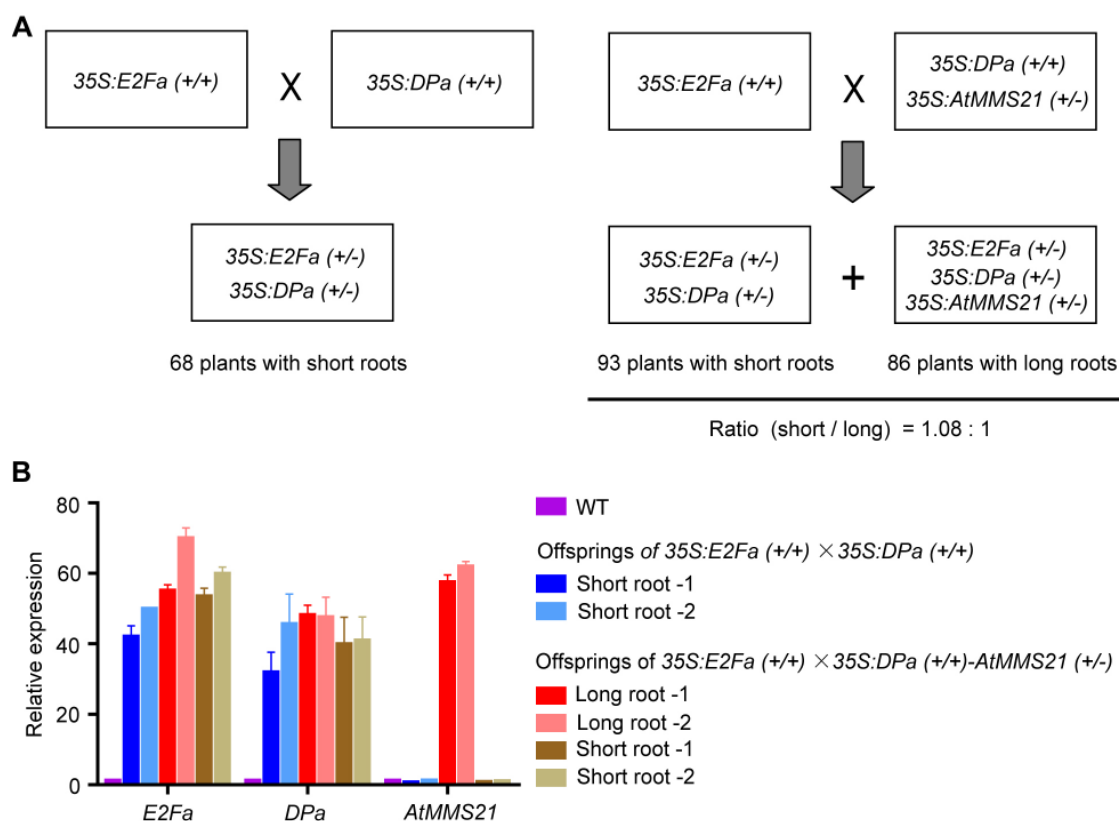 A
35S:E2Fa (+/+)
X
35S:DPa (+/+)
35S:E2Fa (+/-)
35S:DPa (+/-)
68 plants with short roots
35S:E2Fa (+/+)
X
35S:DPa (+/+)
35S:AtMMS21 (+/-)
35S:E2Fa (+/-)
35S:DPa (+/-)
+
35S:E2Fa (+/-)
35S:DPa (+/-)
35S:AtMMS21 (+/-)
93 plants with short roots
86 plants with long roots
Ratio (short / long) = 1.08 : 1
B
Relative expression
80
60
40
20
0
E2Fa
DPa
AtMMS21
WT
Offsprings of 35S:E2Fa (+/+) ×35S:DPa (+/+)
Short root -1
Short root -2
Offsprings of 35S:E2Fa (+/+) ×35S:DPa (+/+)-AtMMS21 (+/-)
Long root -1
Long root -2
Short root -1
Short root -2